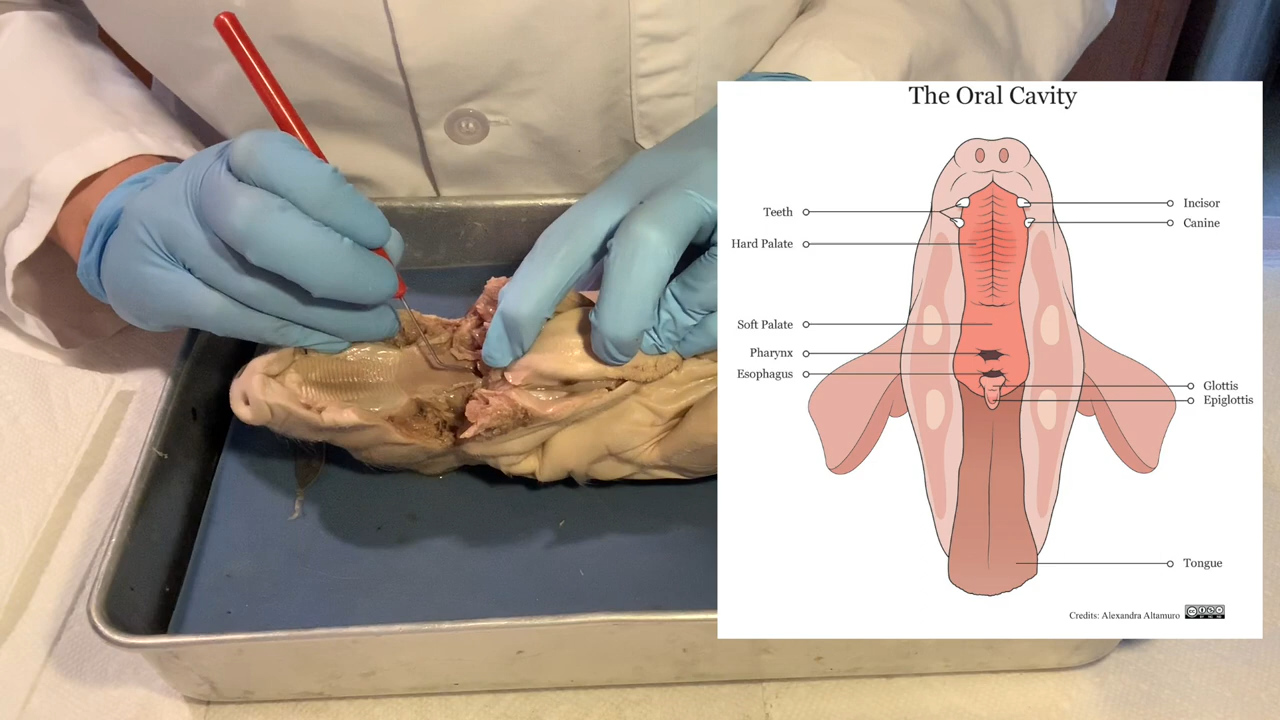 The Oral Cavity
Teeth
Incisor
Canine
Hard Palate
Soft Palate
Pharynx
Esophagus
Glottis
Epiglottis
Tongue
Credits: Alexandra Altamuro